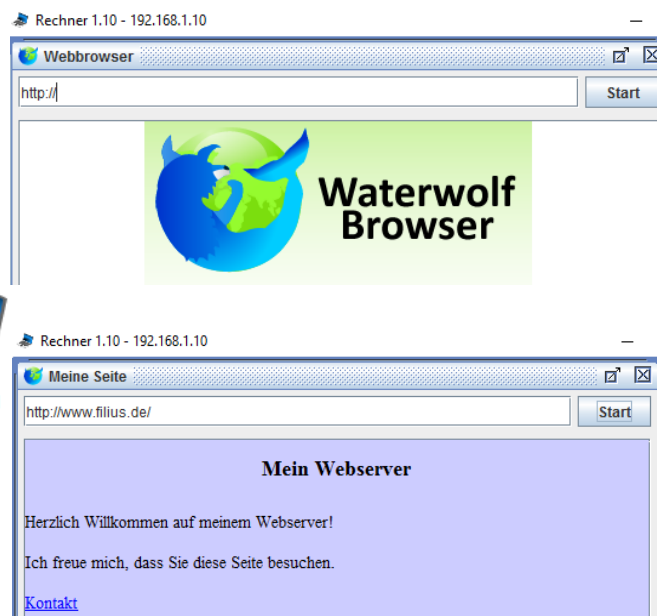 Rechner 1.10 - 192.168.1.10
Webbrowser
http://
Start
Waterwolf
Browser
Rechner 1.10 - 192.168.1.10
Meine Seite
http://www.filius.de/
Start
Mein Webserver
Herzlich Willkommen auf meinem Webserver!
Ich freue mich, dass Sie diese Seite besuchen.
Kontakt